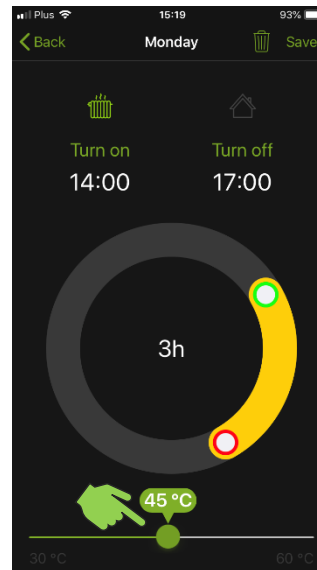 Plus 15:19 93%
Back Monday Save
Turn on Turn off
14:00 17:00
3h
45 °C
30 °C 60 °C